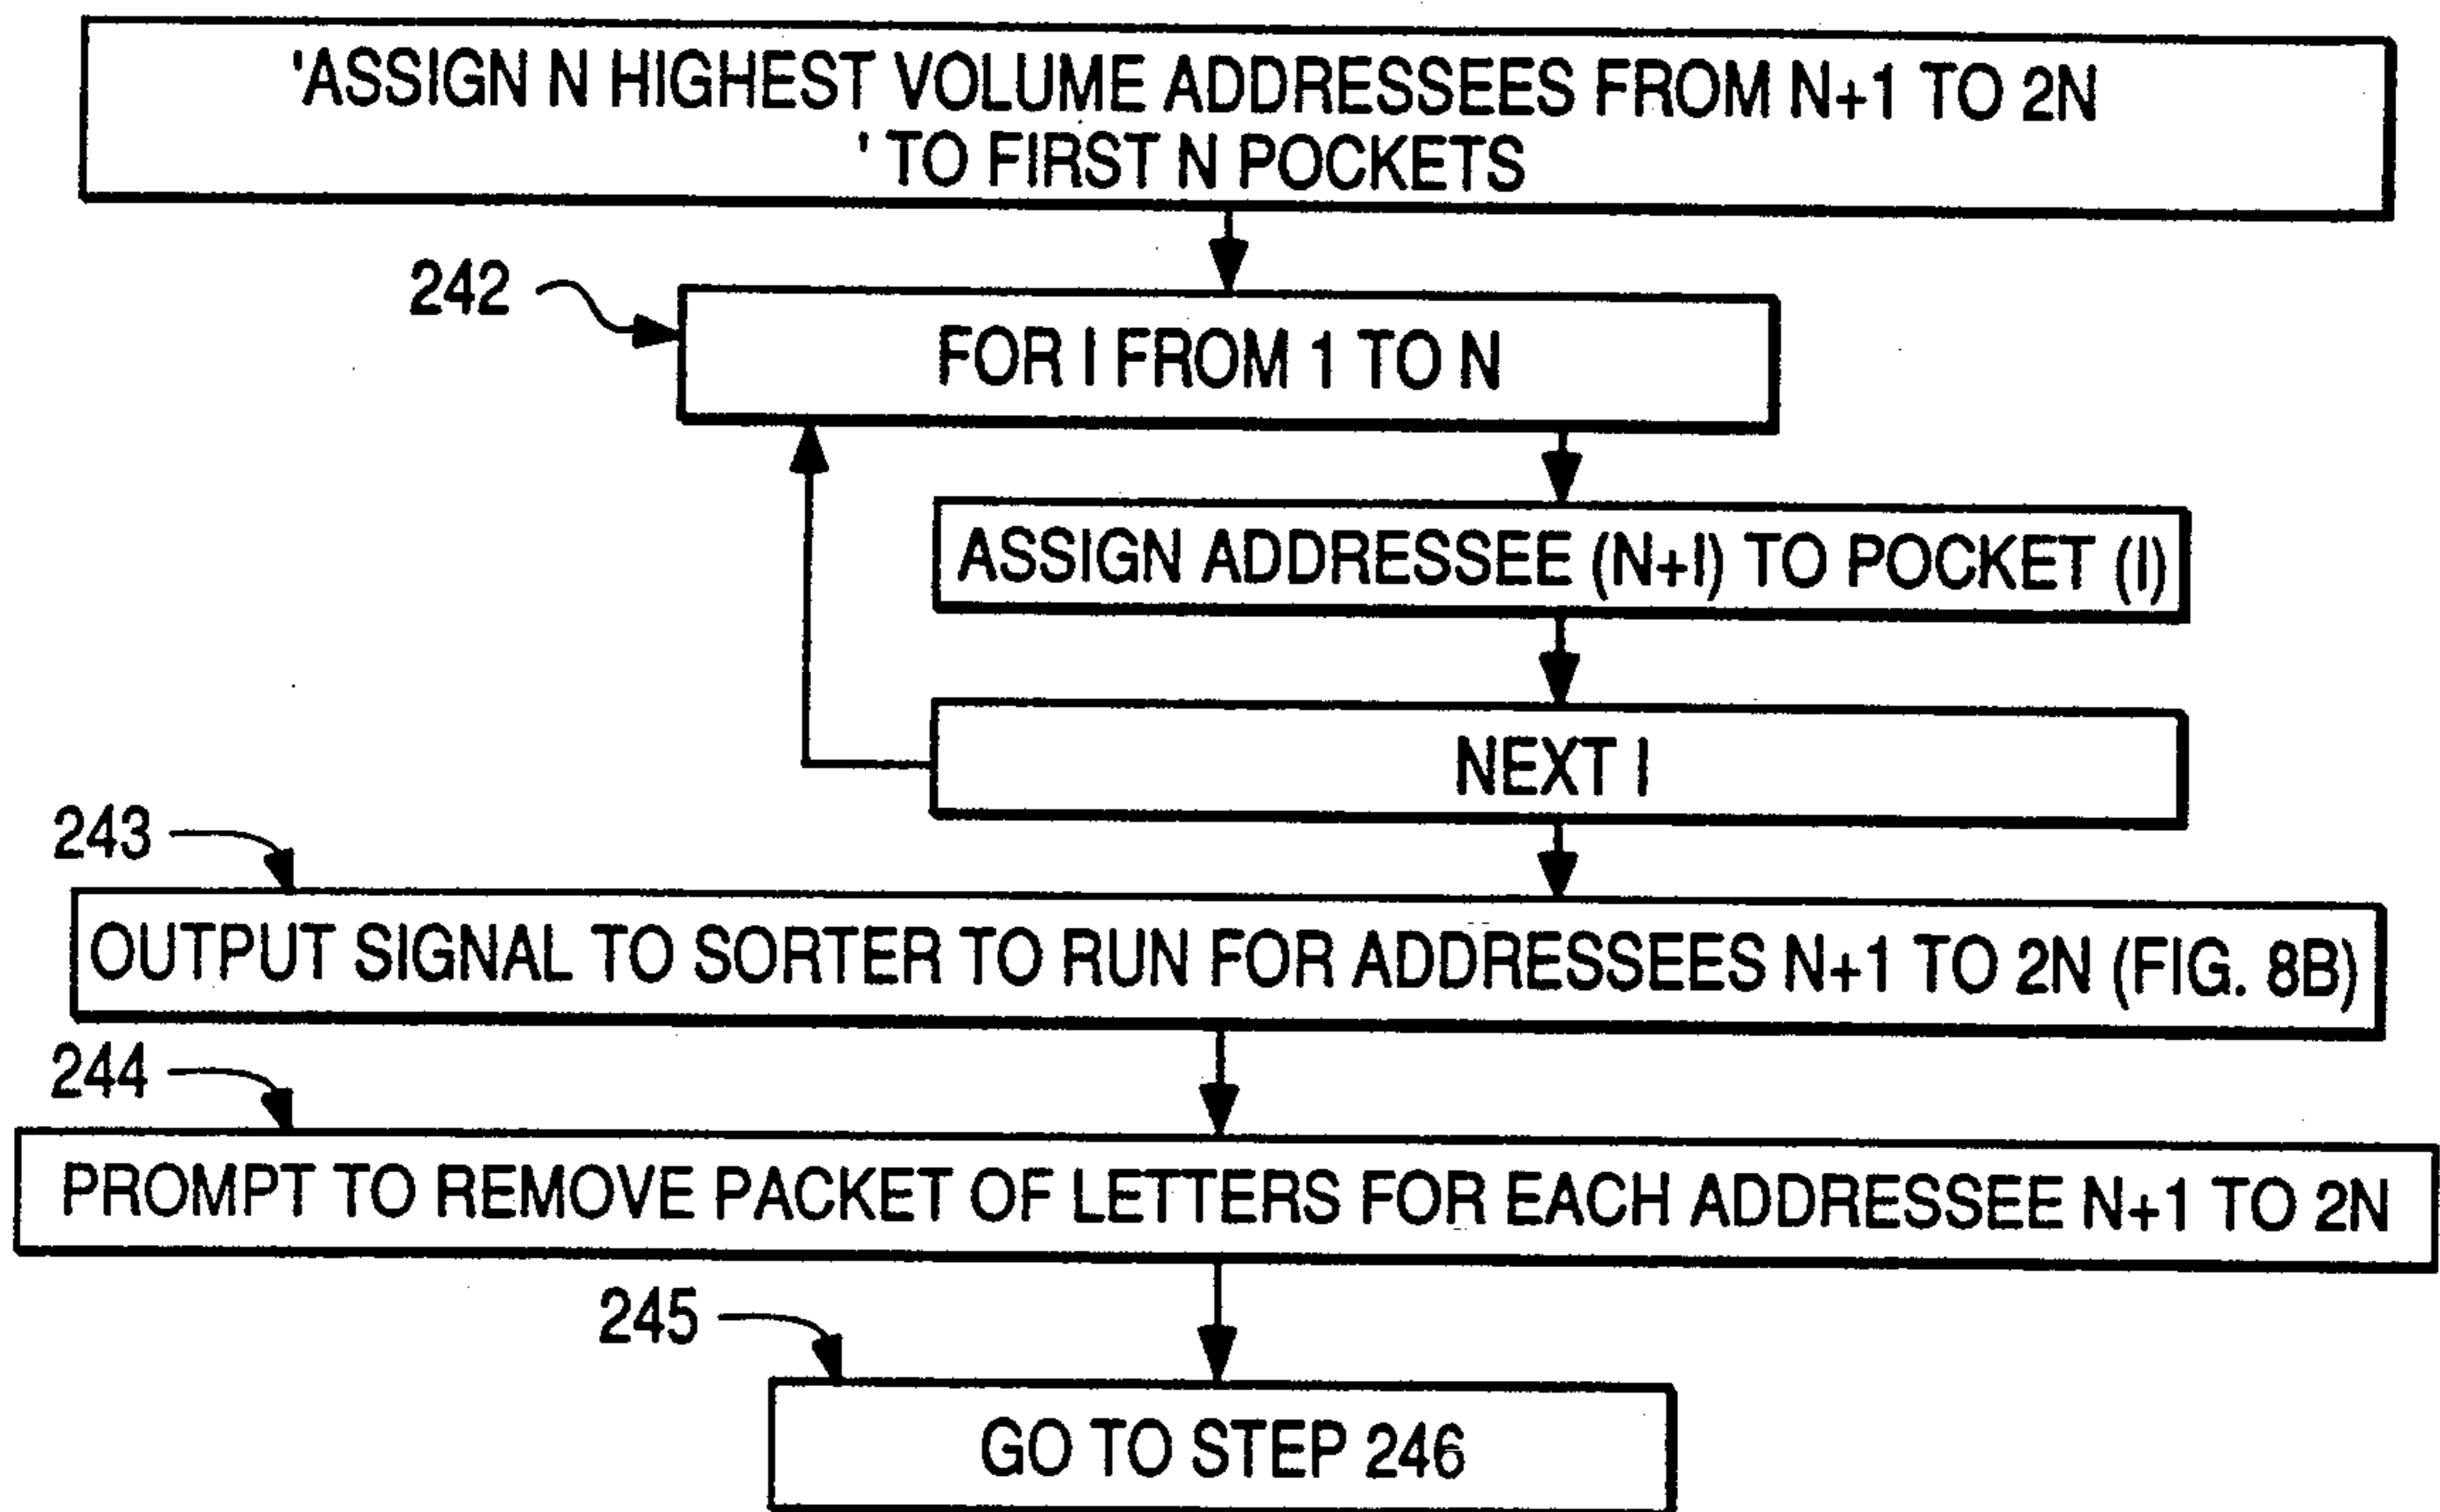 'ASSIGN N HIGHEST VOLUME ADDRESSEES FROM N+1 TO 2N
' TO FIRST N POCKETS
242
FOR I FROM 1 TO N
ASSIGN ADDRESSEE (N+I) TO POCKET (I)
NEXT I
243
OUTPUT SIGNAL TO SORTER TO RUN FOR ADDRESSEES N+1 TO 2N (FIG. 8B)
244
PROMPT TO REMOVE PACKET OF LETTERS FOR EACH ADDRESSEE N+1 TO 2N
245
GO TO STEP 246